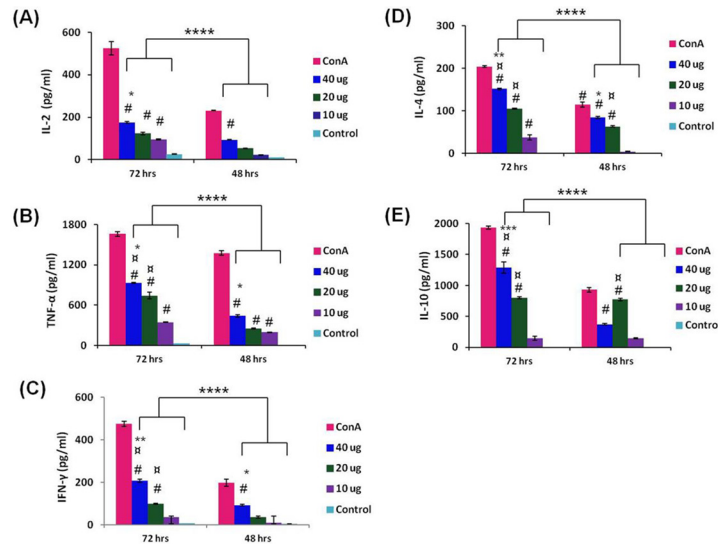 (A)
600
400
200
0
IL-2 (pg/ml)
****
*
#
#
#
#
72 hrs
48 hrs
ConA
40 ug
20 ug
10 ug
Control
(B)
1800
1200
600
0
TNF-α (pg/ml)
****
*
¤
#
¤
#
#
*
#
#
#
72 hrs
48 hrs
ConA
40 ug
20 ug
10 ug
Control
(C)
600
400
200
0
IFN-γ (pg/ml)
****
**
¤
#
¤
#
*
#
72 hrs
48 hrs
ConA
40 ug
20 ug
10 ug
Control
(D)
300
200
100
0
IL-4 (pg/ml)
****
**
¤
#
¤
#
#
#
*
#
¤
#
72 hrs
48 hrs
ConA
40 ug
20 ug
10 ug
Control
(E)
2000
1500
1000
500
0
IL-10 (pg/ml)
****
***
¤
#
¤
#
#
¤
#
72 hrs
48 hrs
ConA
40 ug
20 ug
10 ug